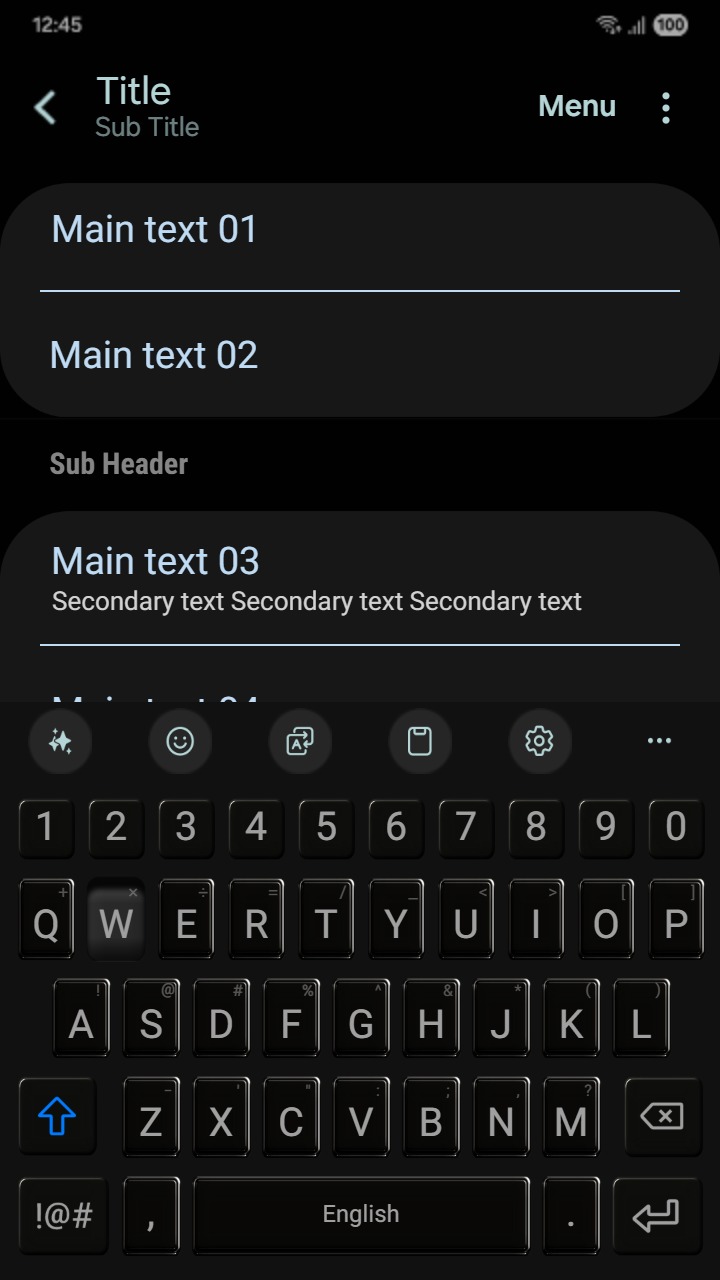 12:45
100
Title
Sub Title
Menu
Main text 01
Main text 02
Sub Header
Main text 03
Secondary text Secondary text Secondary text
1 2 3 4 5 6 7 8 9 0
+ × ÷ = / _ < > [ ]
Q W E R T Y U I O P
! @ # % ^ & * ( )
A S D F G H J K L
- ' " : ; , ?
Z X C V B N M
!@# , English .